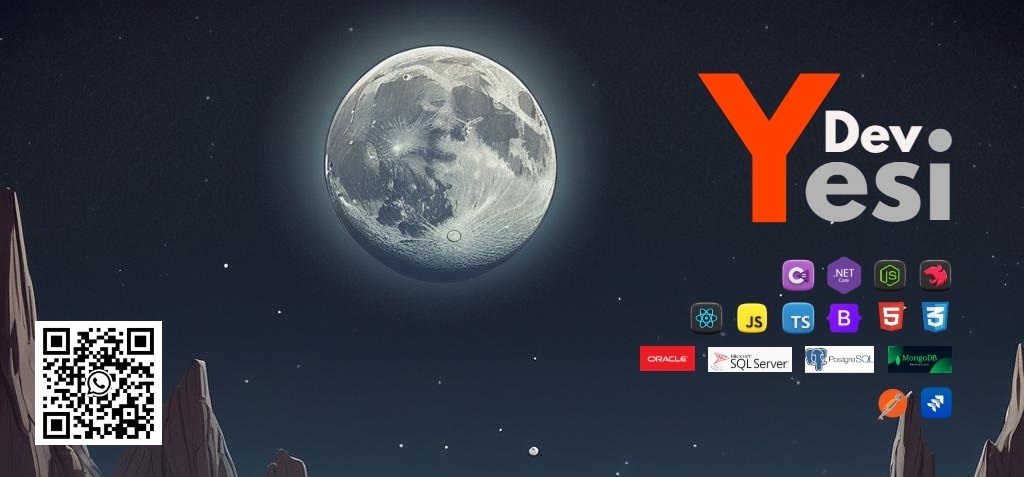 Y Dev
esi
C#
.NET
Core
JS
JS
TS
B
5
3
ORACLE
Microsoft
SQL Server
PostgreSQL
MongoDB